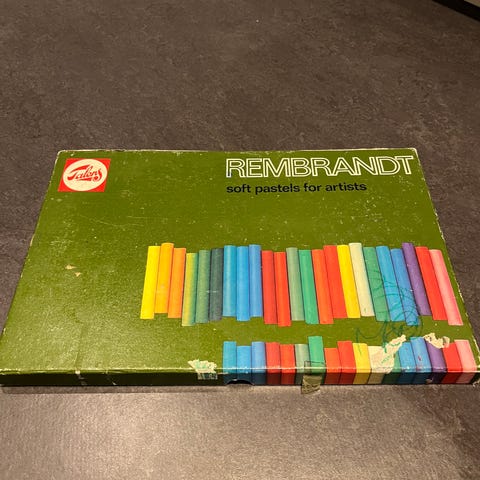 Talens
REMBRANDT
soft pastels for artists